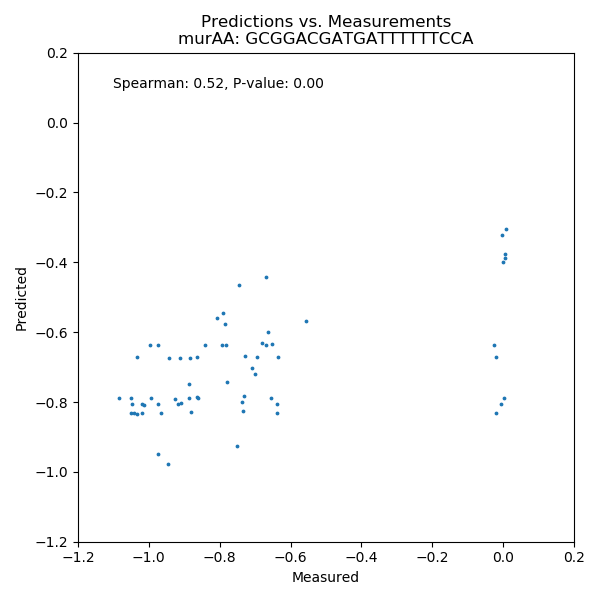 Predictions vs. Measurements
murAA: GCGGACGATGATTTTTTCCA
Spearman: 0.52, P-value: 0.00
0.2
0.0
−0.2
−0.4
−0.6
−0.8
−1.0
−1.2
Predicted
−1.2 −1.0 −0.8 −0.6 −0.4 −0.2 0.0 0.2
Measured